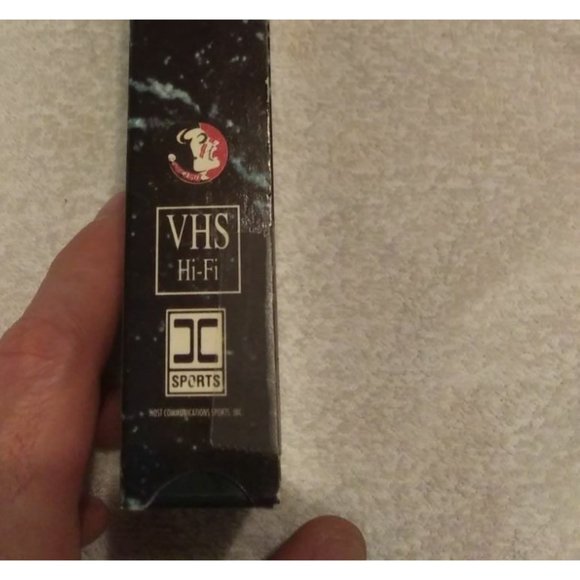 VHS
Hi-Fi
SPORTS
HOST COMMUNICATIONS SPORTS, INC.